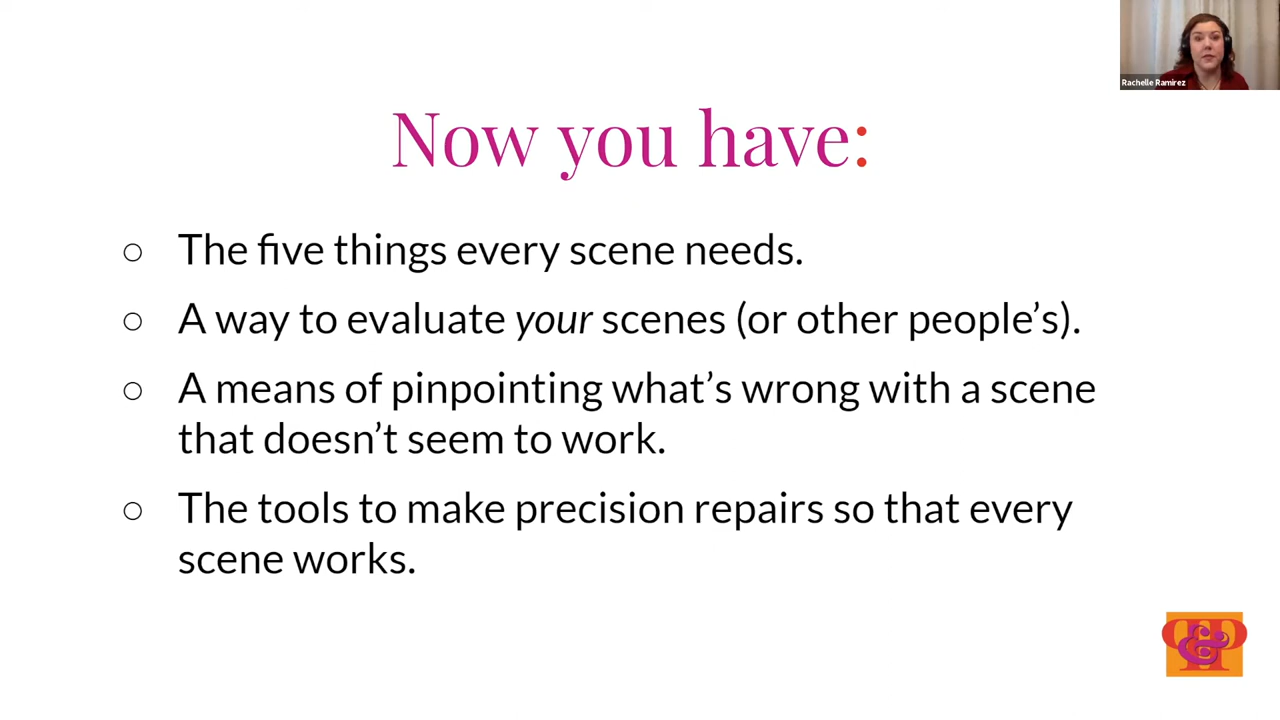 Rachelle Ramirez
Now you have:
○ The five things every scene needs.
○ A way to evaluate your scenes (or other people's).
○ A means of pinpointing what's wrong with a scene
that doesn't seem to work.
○ The tools to make precision repairs so that every
scene works.
P&P